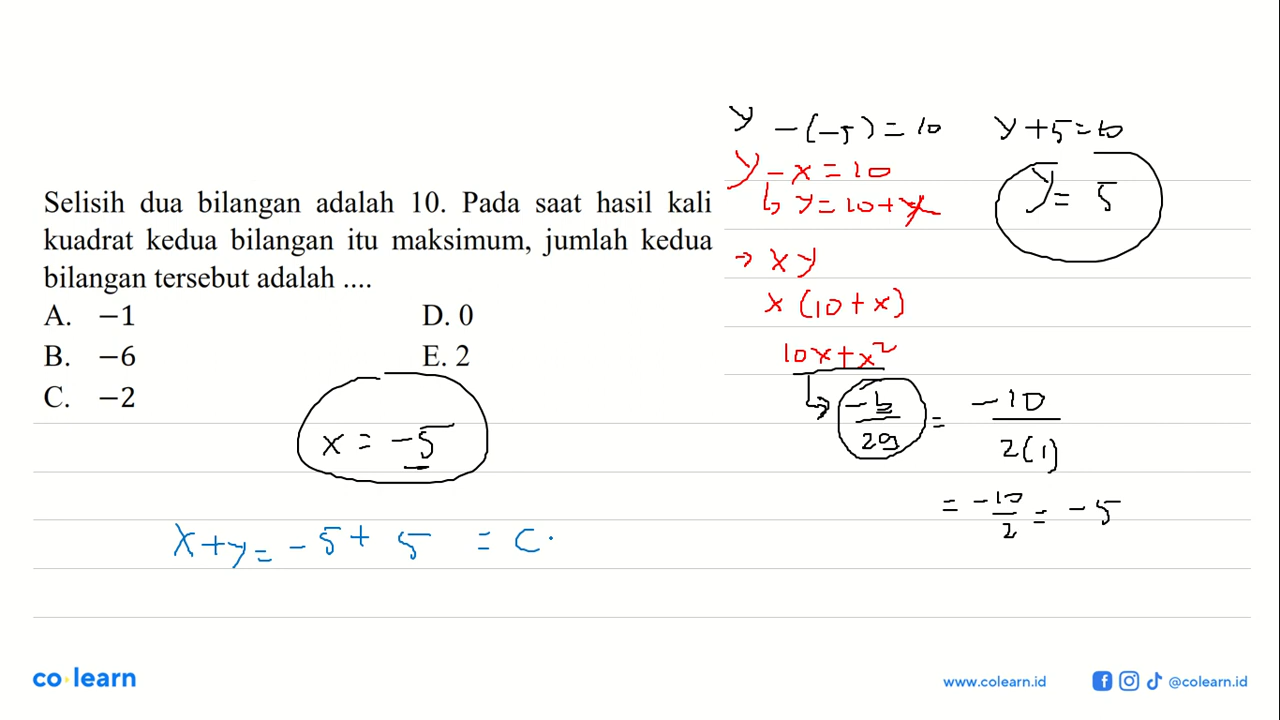 Selisih dua bilangan adalah 10. Pada saat hasil kali
kuadrat kedua bilangan itu maksimum, jumlah kedua
bilangan tersebut adalah ....
A. −1
B. −6
C. −2
D. 0
E. 2
x = -5
x+y = -5 + 5 = 0.
y - (-5) = 10
y - x = 10
↳ y = 10 + x
→ xy
x (10 + x)
10x + x²
↳ -b/2a = -10/2(1)
= -10/2 = -5
y + 5 = 10
y = 5
co learn
www.colearn.id
@colearn.id